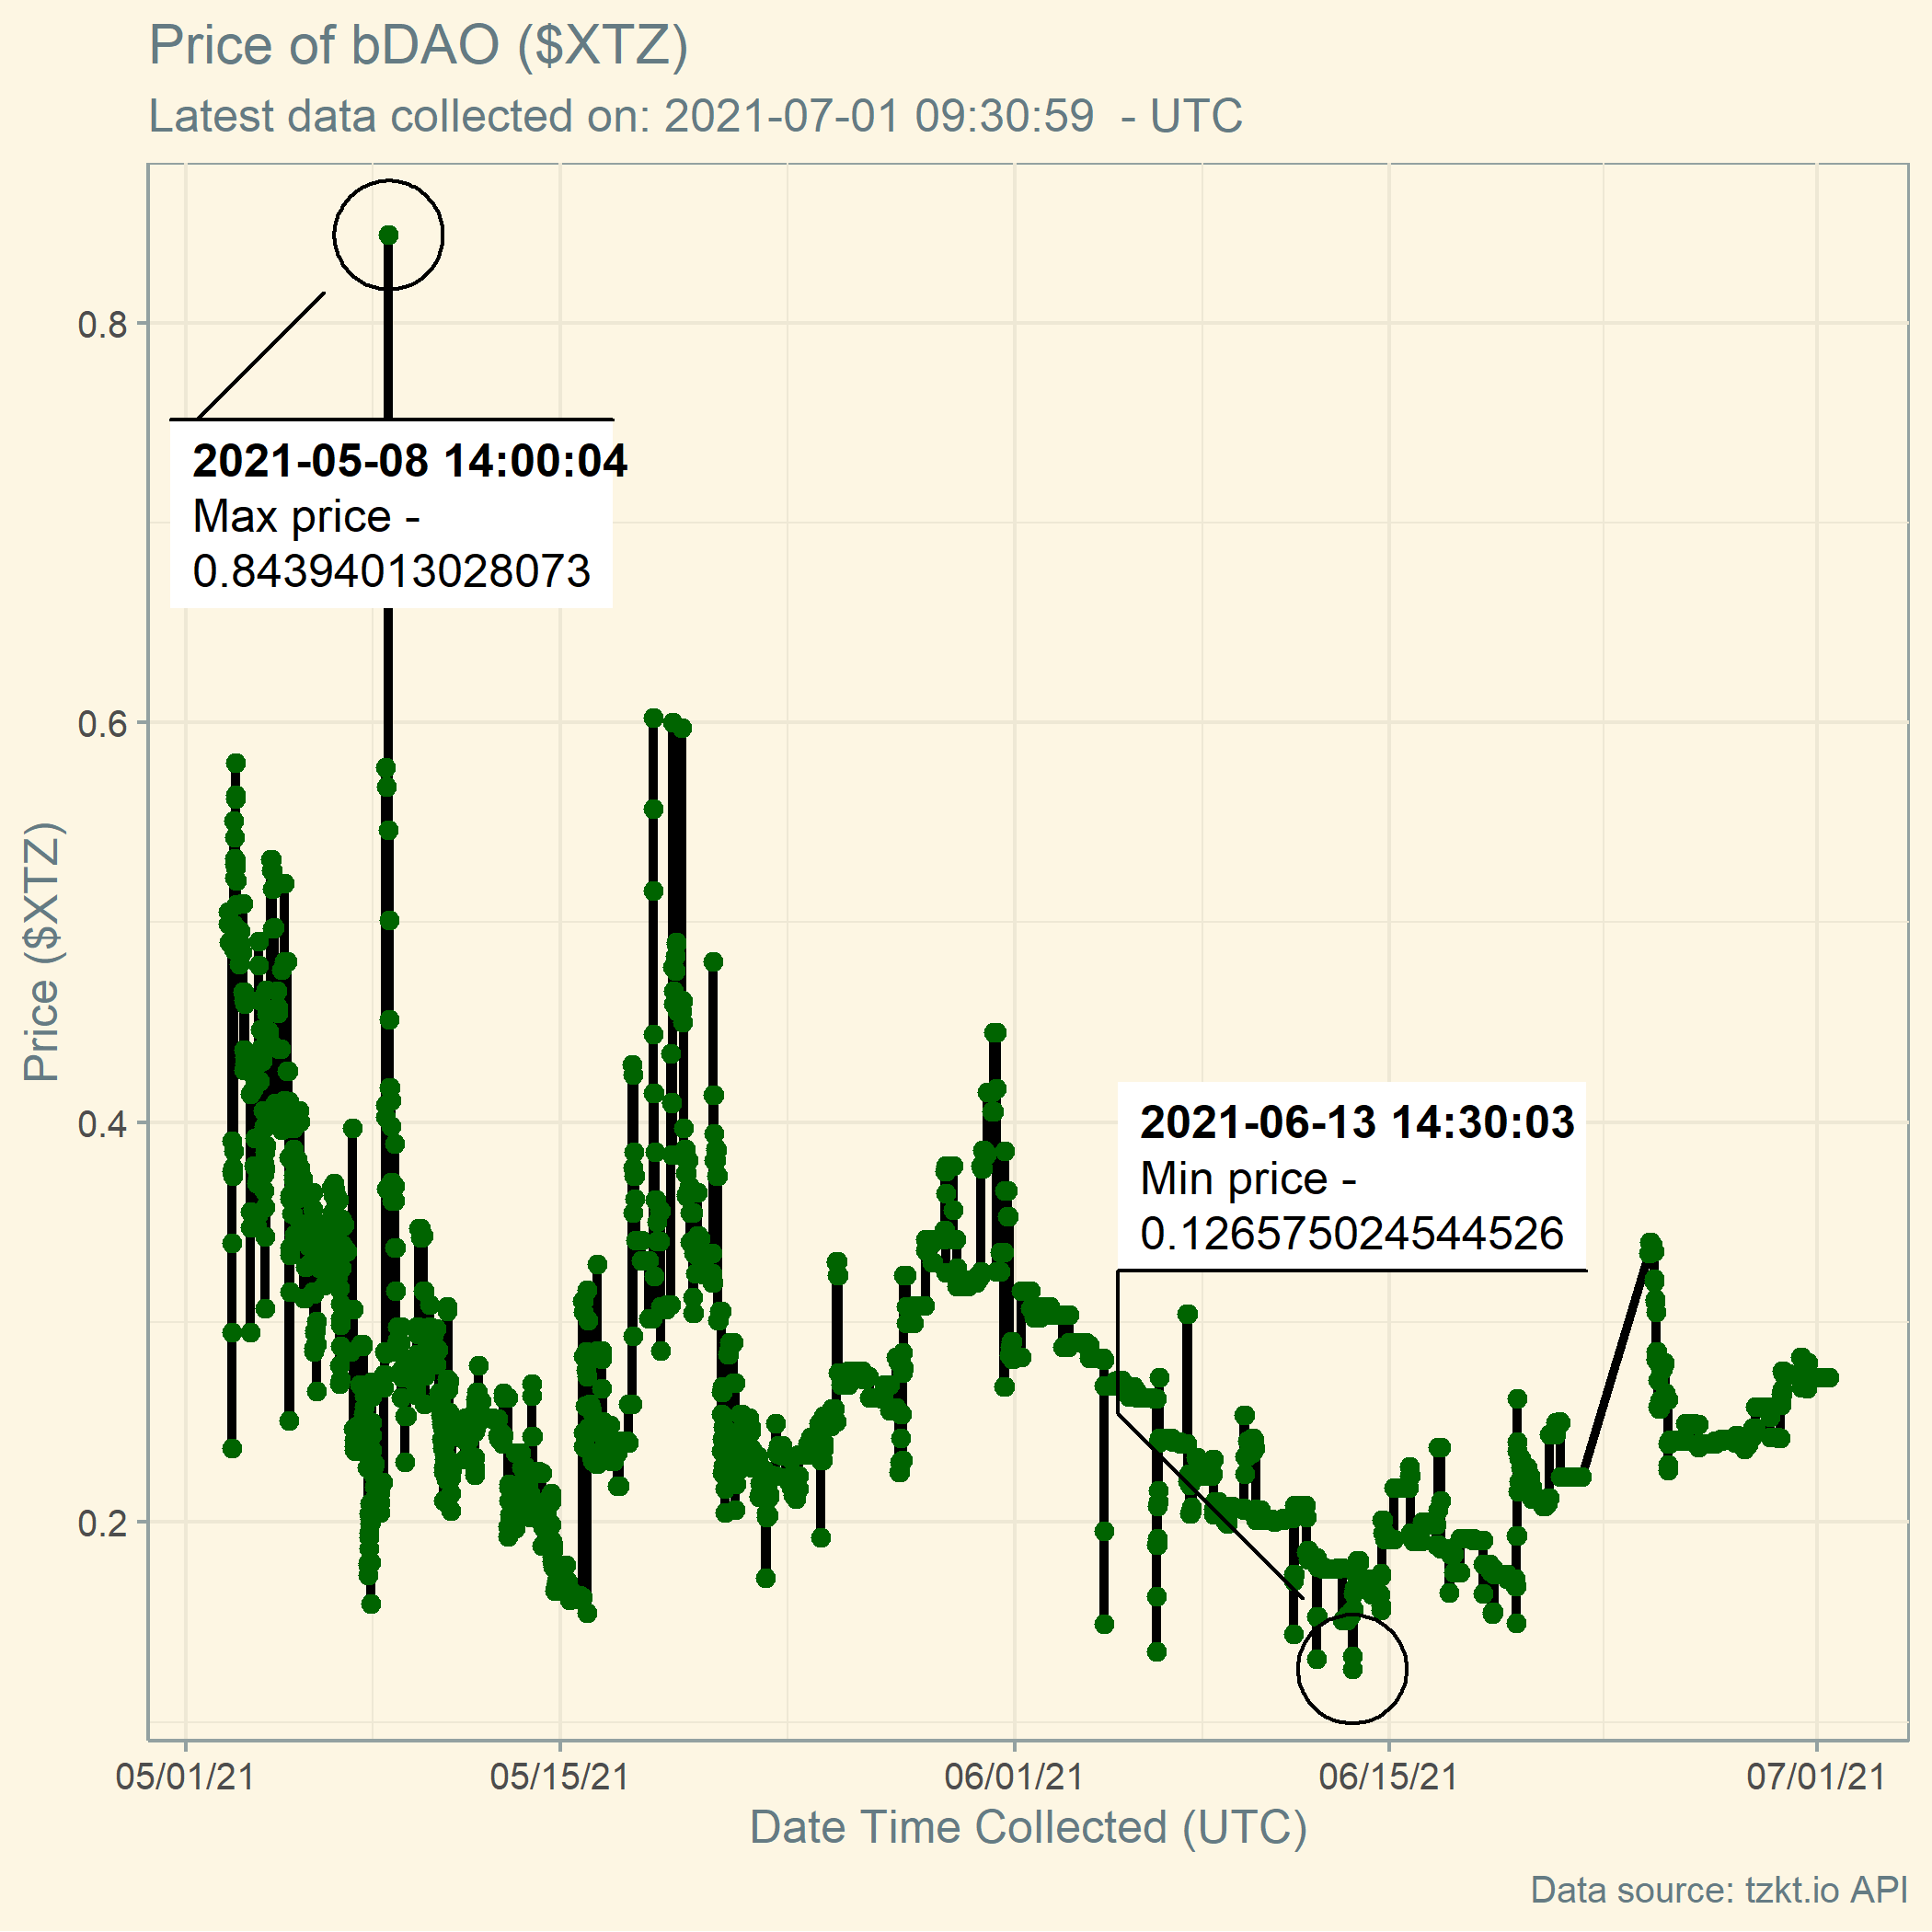 Price of bDAO ($XTZ)
Latest data collected on: 2021-07-01 09:30:59  - UTC
2021-05-08 14:00:04
Max price -
0.84394013028073
2021-06-13 14:30:03
Min price -
0.126575024544526
Price ($XTZ)
0.8
0.6
0.4
0.2
05/01/21
05/15/21
06/01/21
06/15/21
07/01/21
Date Time Collected (UTC)
Data source: tzkt.io API